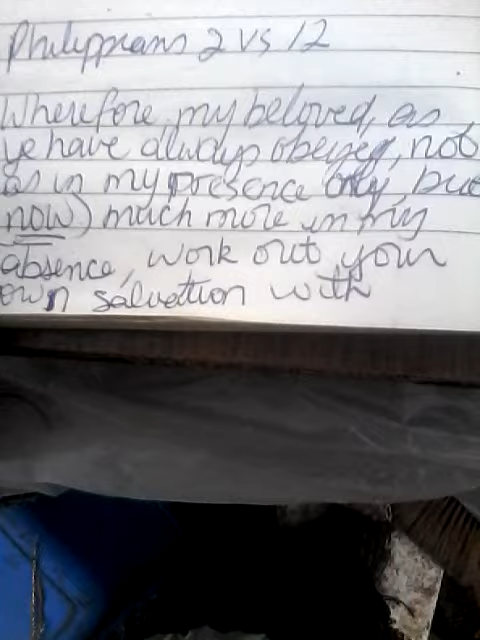 Philippians 2 vs 12
Wherefore, my beloved, as
ye have always obeyed, not
as in my presence only, but
now) much more in my
absence, work out your
own salvation with